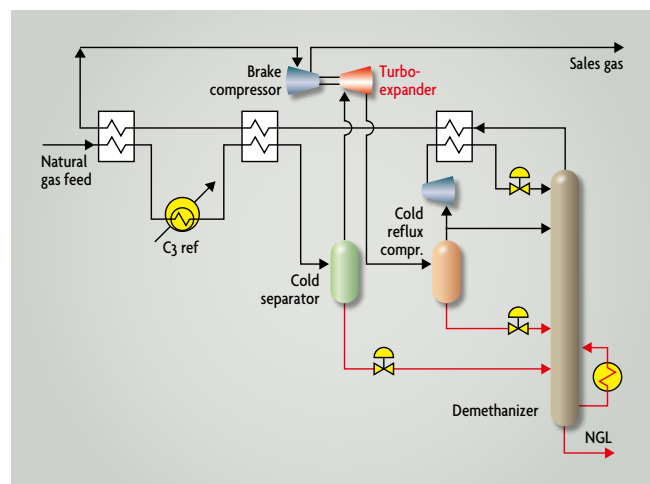 Brake
compressor
Turbo-
expander
Sales gas
Natural
gas feed
C3 ref
Cold
separator
Cold
reflux
compr.
Demethanizer
NGL